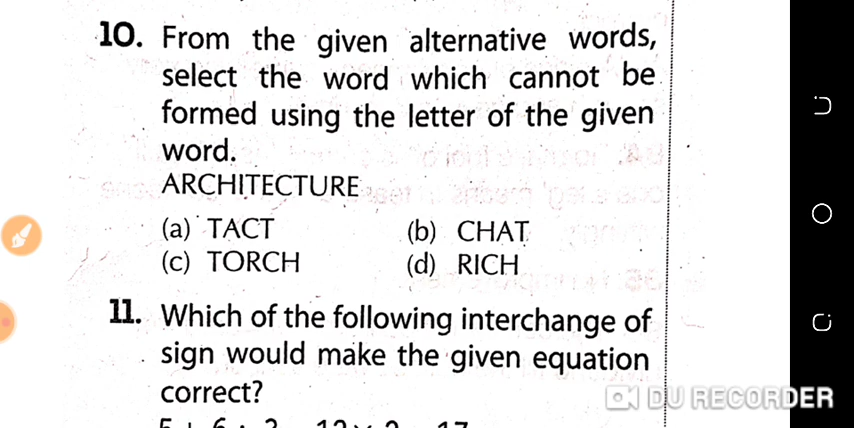 10. From the given alternative words,
select the word which cannot be
formed using the letter of the given
word.
ARCHITECTURE
(a) TACT (b) CHAT
(c) TORCH (d) RICH
11. Which of the following interchange of
sign would make the given equation
correct?
DU RECORDER